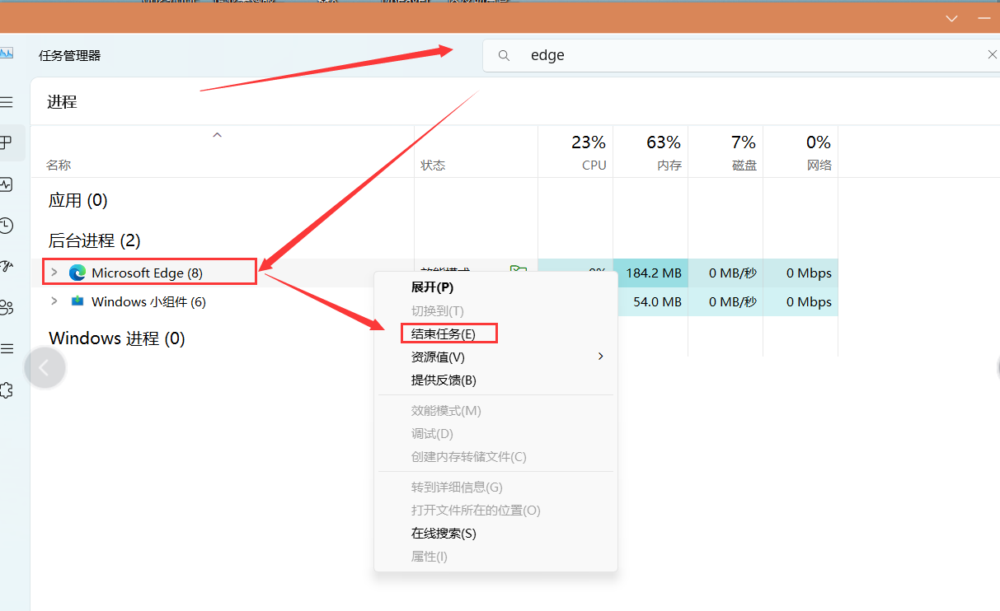 任务管理器
edge
进程
23% 63% 7% 0%
名称 状态 CPU 内存 磁盘 网络
应用 (0)
后台进程 (2)
Microsoft Edge (8) 效能模式 0% 184.2 MB 0 MB/秒 0 Mbps
Windows 小组件 (6) 54.0 MB 0 MB/秒 0 Mbps
Windows 进程 (0)
展开(P)
切换到(T)
结束任务(E)
资源值(V)
提供反馈(B)
效能模式(M)
调试(D)
创建内存转储文件(C)
转到详细信息(G)
打开文件所在的位置(O)
在线搜索(S)
属性(I)